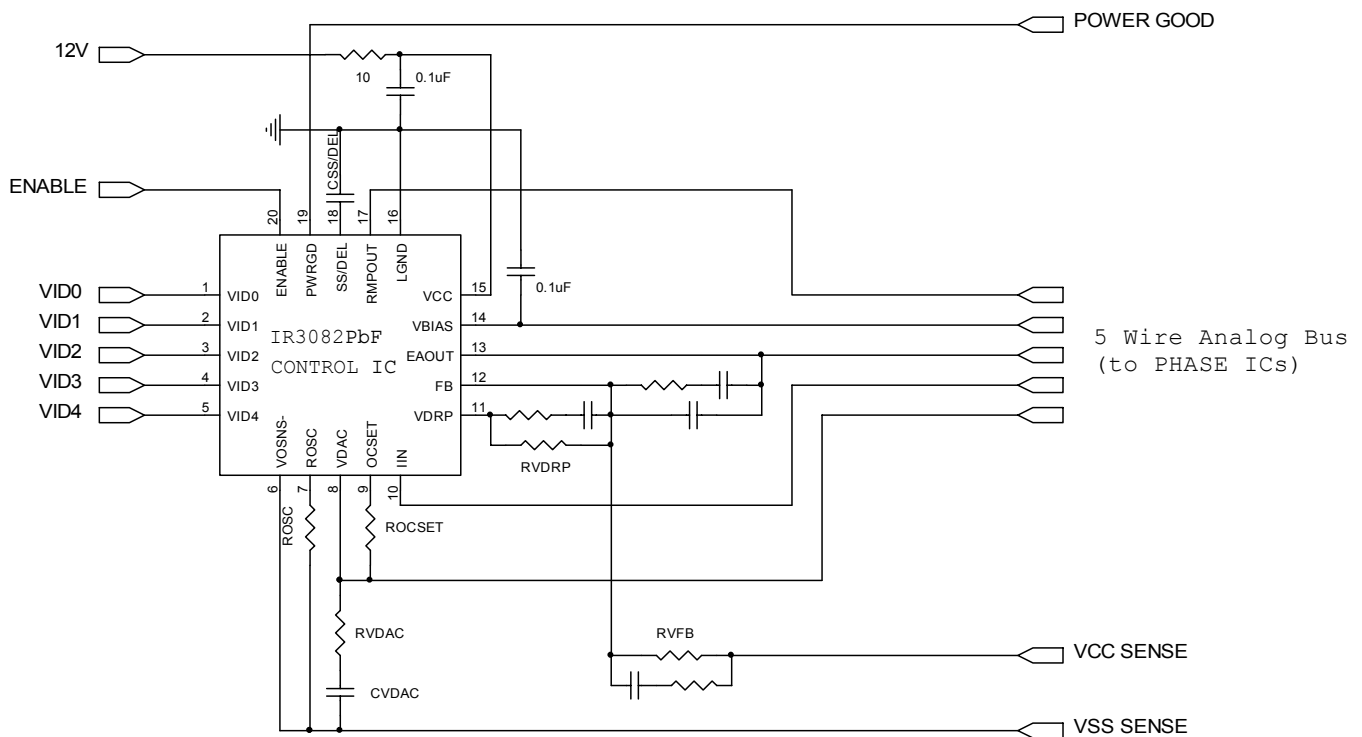 POWER GOOD
12V
10
0.1uF
CSS/DEL
ENABLE
20
19
18
17
16
ENABLE
PWRGD
SS/DEL
RMPOUT
LGND
0.1uF
VID0
1
VID0
VCC
15
VID1
2
VID1
VBIAS
14
5 Wire Analog Bus
(to PHASE ICs)
IR3082PbF
CONTROL IC
VID2
3
VID2
EAOUT
13
VID3
4
VID3
FB
12
VID4
5
VID4
VDRP
11
VOSNS-
ROSC
VDAC
OCSET
IIN
RVDRP
6
7
8
9
10
ROSC
ROCSET
RVDAC
RVFB
VCC SENSE
CVDAC
VSS SENSE